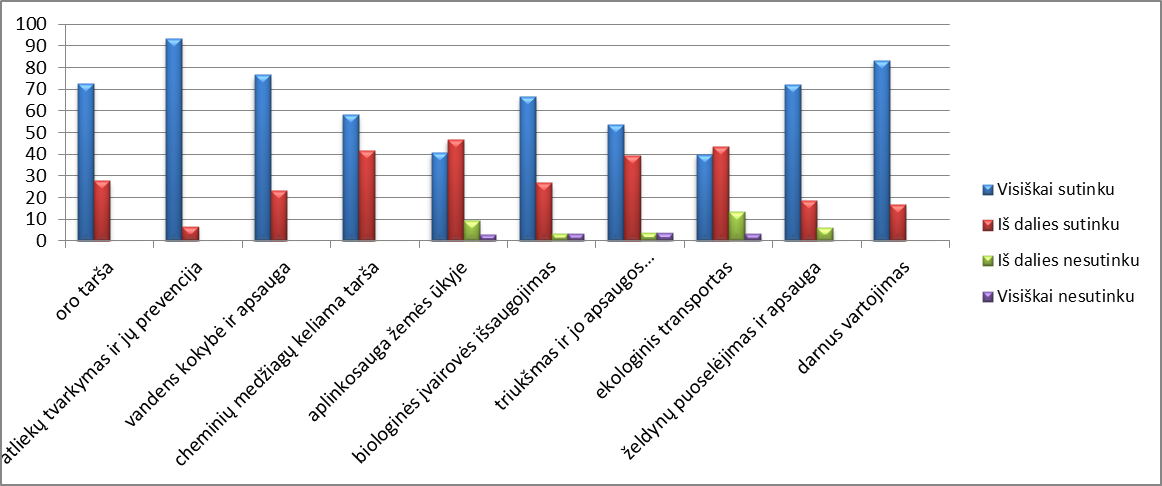 100
90
80
70
60
50
40
30
20
10
0
oro tarša
atliekų tvarkymas ir jų prevencija
vandens kokybė ir apsauga
cheminių medžiagų keliama tarša
aplinkosauga žemės ūkyje
biologinės įvairovės išsaugojimas
triukšmas ir jo apsaugos...
ekologinis transportas
želdynų puoselėjimas ir apsauga
darnus vartojimas
Visiškai sutinku
Iš dalies sutinku
Iš dalies nesutinku
Visiškai nesutinku